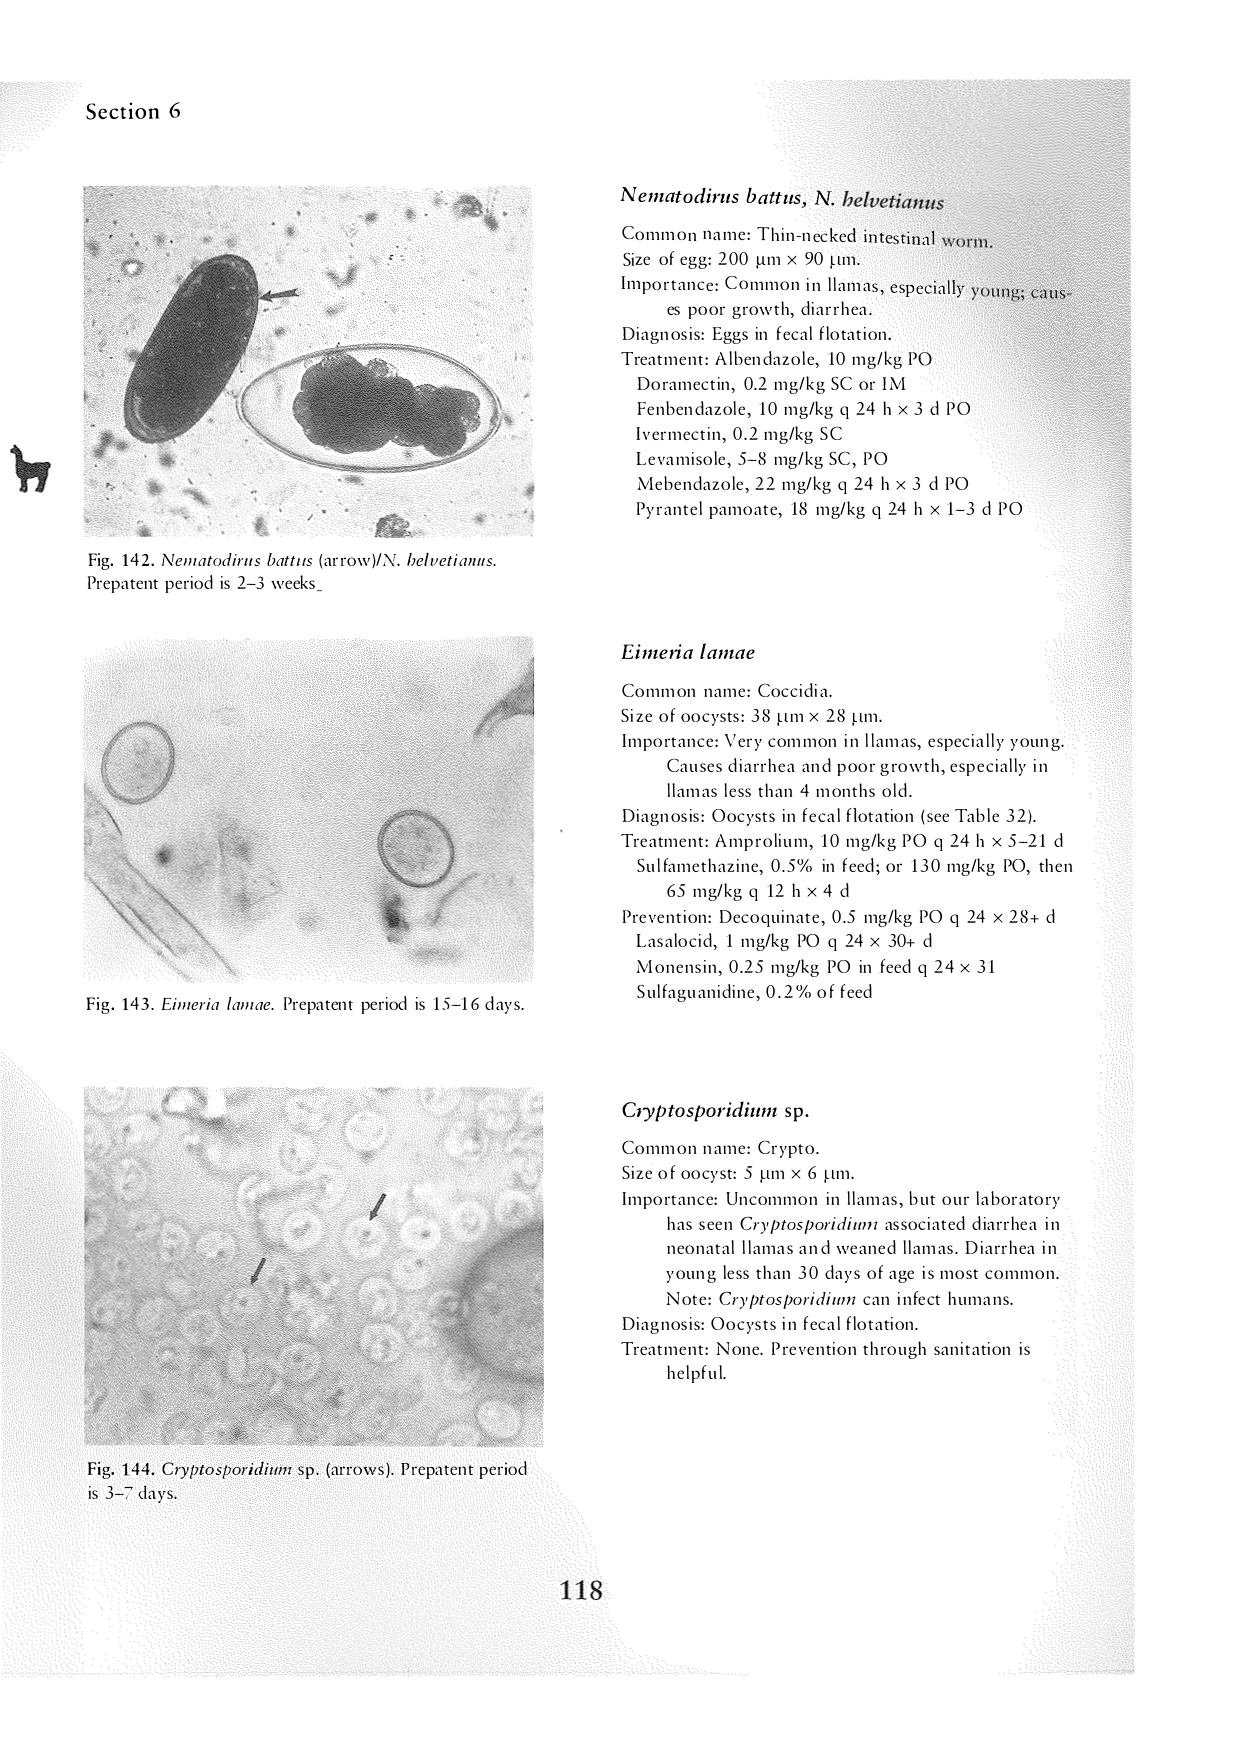 Section 6
Nematodirus battus, N. helvetianus
Common name: Thin-necked intestinal worm.
Size of egg: 200 µm × 90 µm.
Importance: Common in llamas, especially young; caus-
es poor growth, diarrhea.
Diagnosis: Eggs in fecal flotation.
Treatment: Albendazole, 10 mg/kg PO
Doramectin, 0.2 mg/kg SC or IM
Fenbendazole, 10 mg/kg q 24 h × 3 d PO
Ivermectin, 0.2 mg/kg SC
Levamisole, 5–8 mg/kg SC, PO
Mebendazole, 22 mg/kg q 24 h × 3 d PO
Pyrantel pamoate, 18 mg/kg q 24 h × 1–3 d PO
Fig. 142. Nematodirus battus (arrow)/N. helvetianus.
Prepatent period is 2–3 weeks_
Eimeria lamae
Common name: Coccidia.
Size of oocysts: 38 µm × 28 µm.
Importance: Very common in llamas, especially young.
Causes diarrhea and poor growth, especially in
llamas less than 4 months old.
Diagnosis: Oocysts in fecal flotation (see Table 32).
Treatment: Amprolium, 10 mg/kg PO q 24 h × 5–21 d
Sulfamethazine, 0.5% in feed; or 130 mg/kg PO, then
65 mg/kg q 12 h × 4 d
Prevention: Decoquinate, 0.5 mg/kg PO q 24 × 28+ d
Lasalocid, 1 mg/kg PO q 24 × 30+ d
Monensin, 0.25 mg/kg PO in feed q 24 × 31
Sulfaguanidine, 0.2% of feed
Fig. 143. Eimeria lamae. Prepatent period is 15–16 days.
Cryptosporidium sp.
Common name: Crypto.
Size of oocyst: 5 µm × 6 µm.
Importance: Uncommon in llamas, but our laboratory
has seen Cryptosporidium associated diarrhea in
neonatal llamas and weaned llamas. Diarrhea in
young less than 30 days of age is most common.
Note: Cryptosporidium can infect humans.
Diagnosis: Oocysts in fecal flotation.
Treatment: None. Prevention through sanitation is
helpful.
Fig. 144. Cryptosporidium sp. (arrows). Prepatent period
is 3–7 days.
118